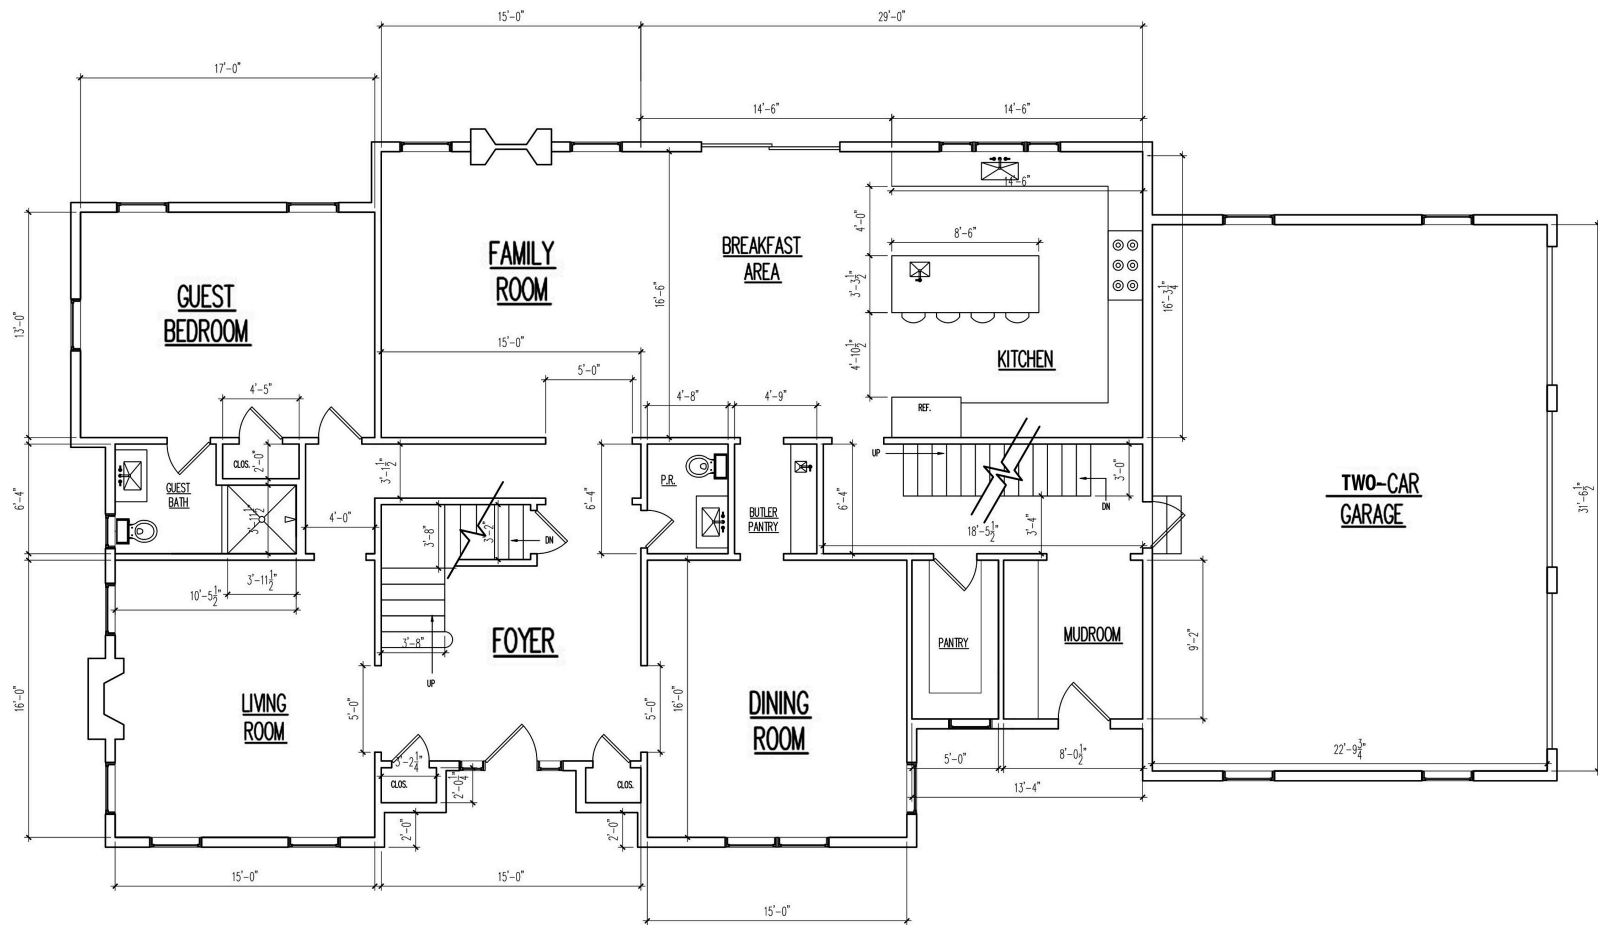 15'-0"
29'-0"
17'-0"
14'-6"
14'-6"
14'-6"
FAMILY
ROOM
BREAKFAST
AREA
8'-6"
4'-0"
3'-3 1/2"
4'-10 1/2"
16'-6"
16'-3 1/4"
GUEST
BEDROOM
13'-0"
KITCHEN
15'-0"
5'-0"
4'-5"
4'-8"
4'-9"
REF.
CLOS.
2'-0"
3'-1 1/2"
UP
3'-0"
DN
P.R.
GUEST
BATH
6'-4"
3'-11 1/2"
4'-0"
3'-8"
3'-2"
DN
6'-4"
BUTLER
PANTRY
6'-4"
18'-5 1/2"
3'-4"
TWO-CAR
GARAGE
31'-6 1/2"
3'-11 1/2"
10'-5 1/2"
3'-8"
UP
FOYER
PANTRY
MUDROOM
9'-2"
16'-0"
LIVING
ROOM
5'-0"
5'-0"
16'-0"
DINING
ROOM
22'-9 3/4"
5'-0"
8'-0 1/2"
13'-4"
3'-2 1/4"
CLOS.
2'-0 1/4"
CLOS.
2'-0"
2'-0"
15'-0"
15'-0"
15'-0"